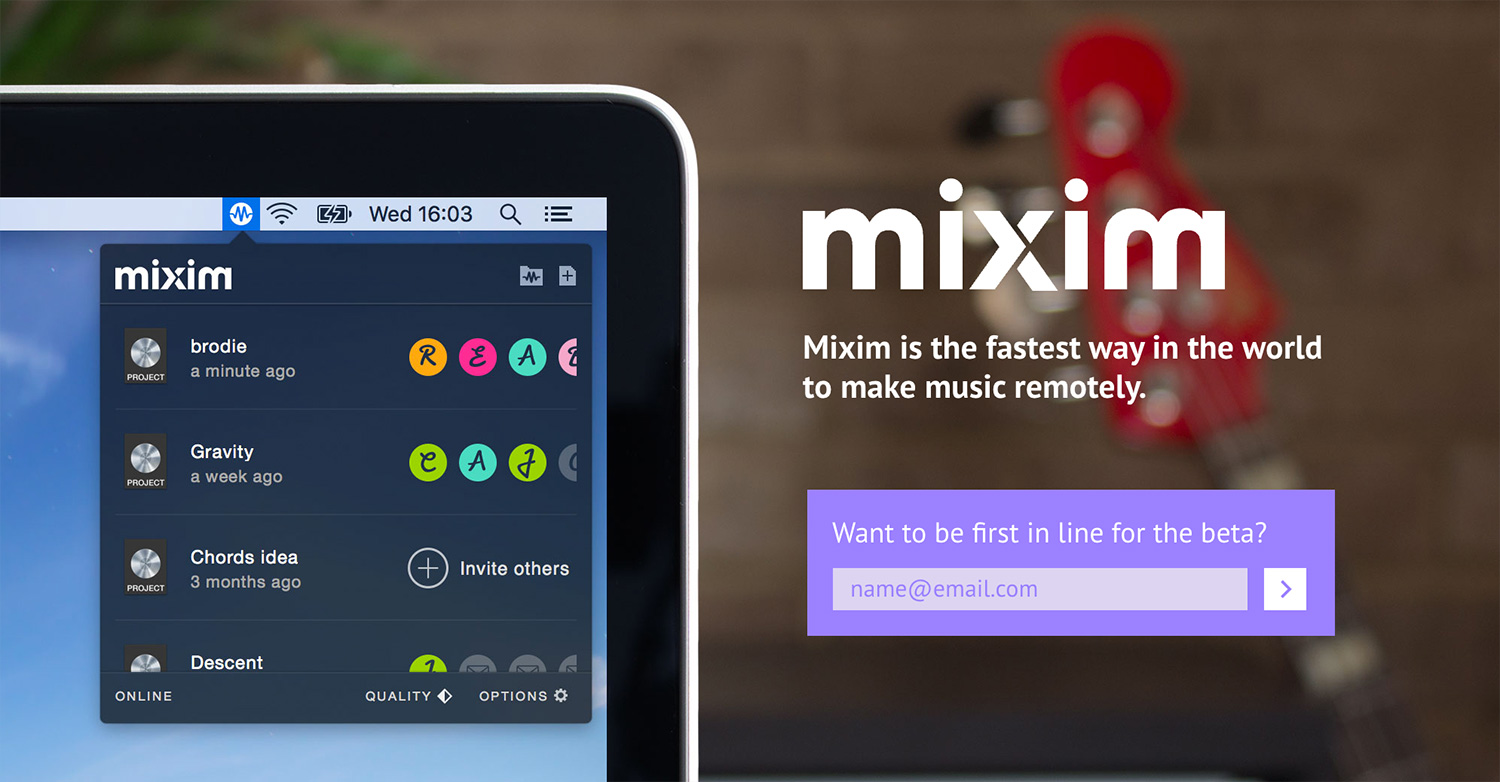 Wed 16:03
mixim
brodie
a minute ago
PROJECT
R E A
Gravity
a week ago
PROJECT
C A J
Chords idea
3 months ago
PROJECT
Invite others
Descent
J
ONLINE
QUALITY
OPTIONS
mixim
Mixim is the fastest way in the world
to make music remotely.
Want to be first in line for the beta?
name@email.com